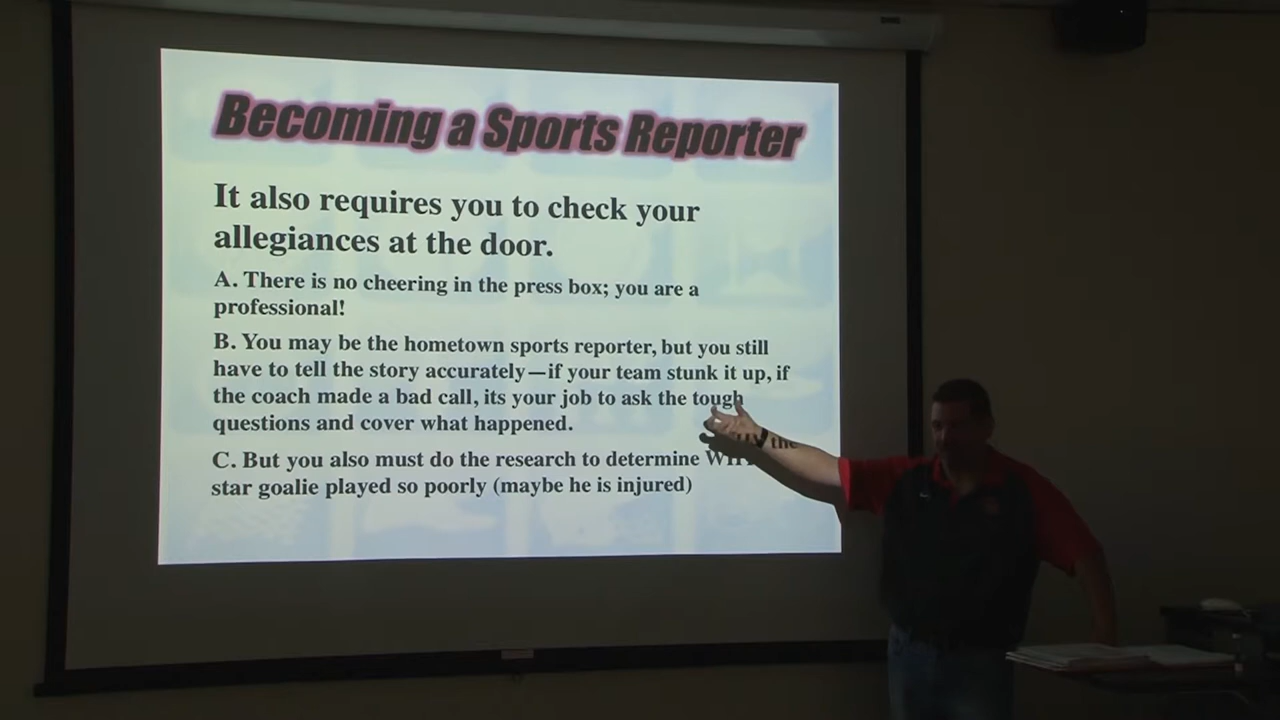 Becoming a Sports Reporter
It also requires you to check your
allegiances at the door.
A. There is no cheering in the press box; you are a
professional!
B. You may be the hometown sports reporter, but you still
have to tell the story accurately—if your team stunk it up, if
the coach made a bad call, its your job to ask the tough
questions and cover what happened.
C. But you also must do the research to determine WHY the
star goalie played so poorly (maybe he is injured)